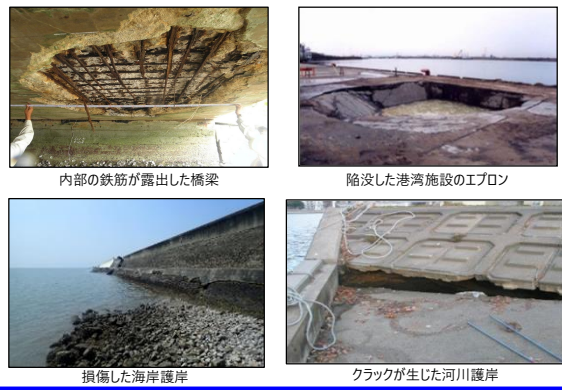 内部の鉄筋が露出した橋梁
陥没した港湾施設のエプロン
損傷した海岸護岸
クラックが生じた河川護岸